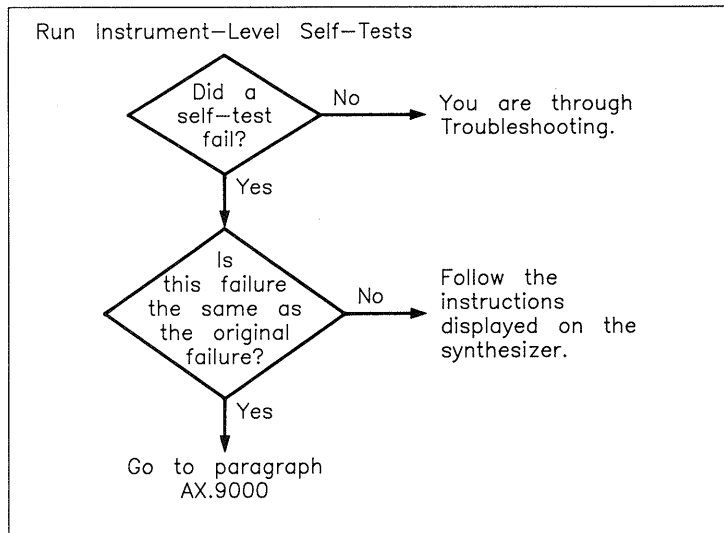 Run Instrument-Level Self-Tests
Did a
self-test
fail?
No
You are through
Troubleshooting.
Yes
Is
this failure
the same as
the original
failure?
No
Follow the
instructions
displayed on the
synthesizer.
Yes
Go to paragraph
AX.9000